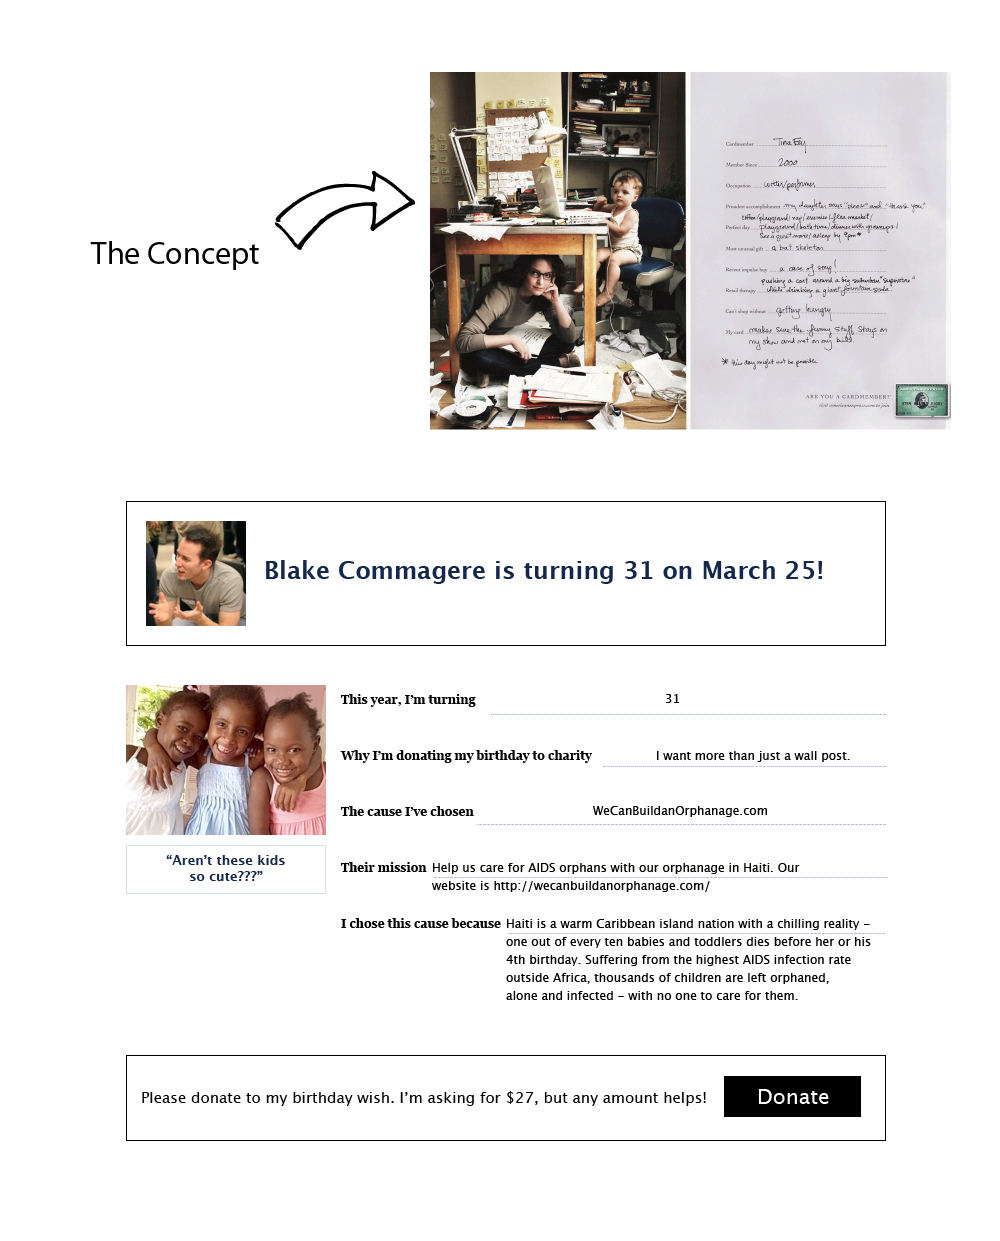 The Concept
Cardmember Tina Fey
Member Since 2000
Occupation writer/performer
Proudest accomplishment my daughter says "please" and "thank you"
coffee/playground/nap/exercise/flea market/
Perfect day playground/bathtime/dinner with grownups/
see a great movie/asleep by 9pm*
Most unusual gift a bat skeleton
Recent impulse buy a case of soup!
pushing a cart around a big suburban "superstore"
Retail therapy while drinking a giant fountain soda
Can't shop without getting hungry
My card makes sure the funny stuff stays on
my show and not on my bill.
* this day might not be possible
ARE YOU A CARDMEMBER?
visit americanexpress.com to join
Blake Commagere is turning 31 on March 25!
This year, I'm turning 31
Why I'm donating my birthday to charity I want more than just a wall post.
The cause I've chosen WeCanBuildanOrphanage.com
"Aren't these kids
so cute???"
Their mission Help us care for AIDS orphans with our orphanage in Haiti. Our
website is http://wecanbuildanorphanage.com/
I chose this cause because Haiti is a warm Caribbean island nation with a chilling reality –
one out of every ten babies and toddlers dies before her or his
4th birthday. Suffering from the highest AIDS infection rate
outside Africa, thousands of children are left orphaned,
alone and infected – with no one to care for them.
Please donate to my birthday wish. I'm asking for $27, but any amount helps!
Donate